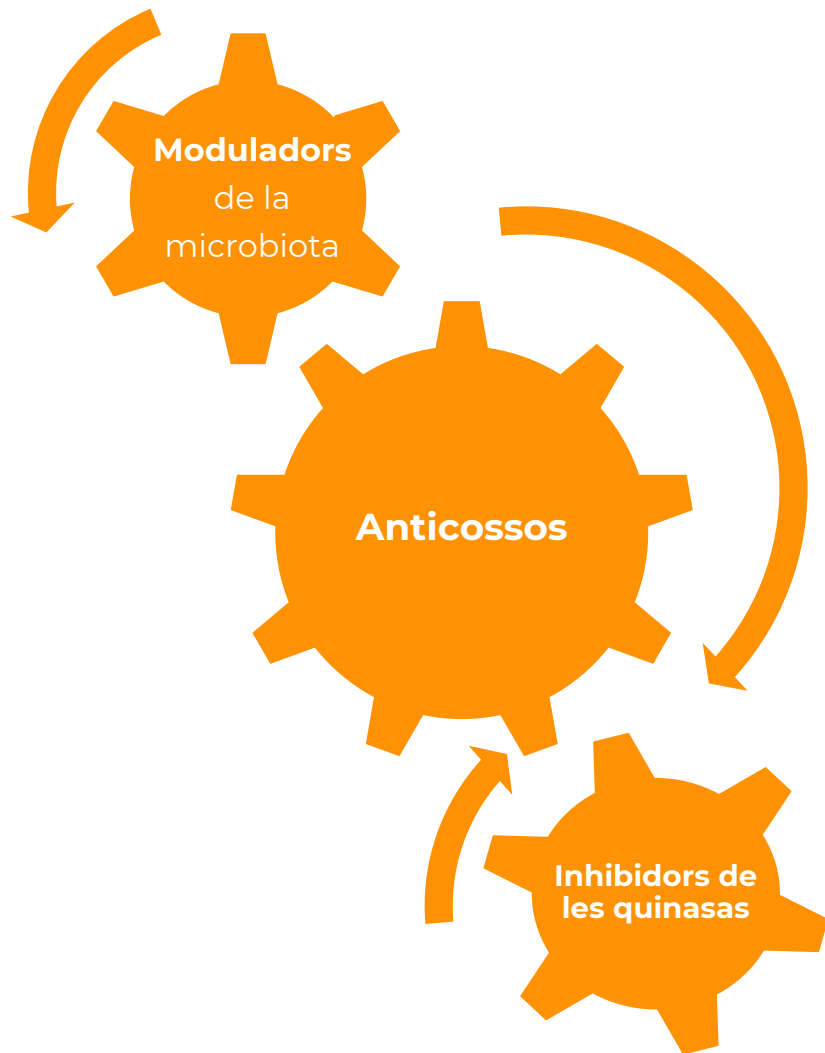 Moduladors
de la
microbiota
Anticossos
Inhibidors de
les quinasas